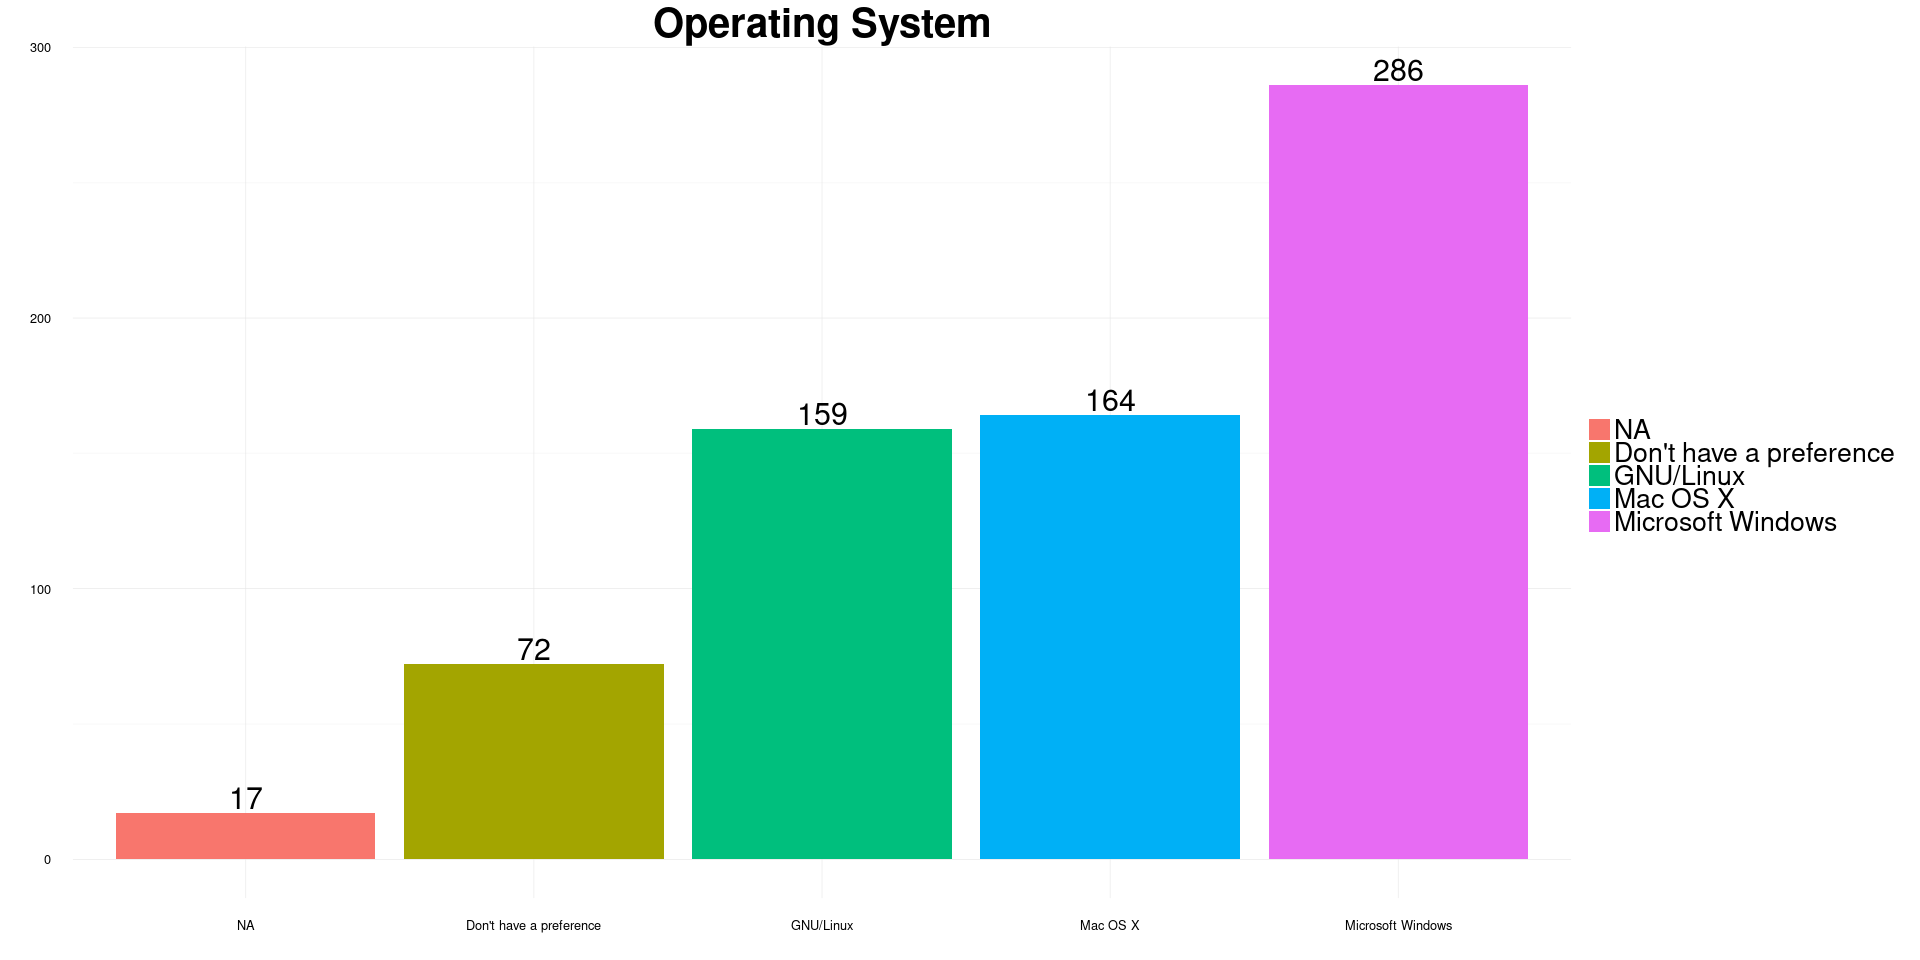 Operating System
300
200
100
0
286
164
159
72
17
NA
Don't have a preference
GNU/Linux
Mac OS X
Microsoft Windows
NA
Don't have a preference
GNU/Linux
Mac OS X
Microsoft Windows